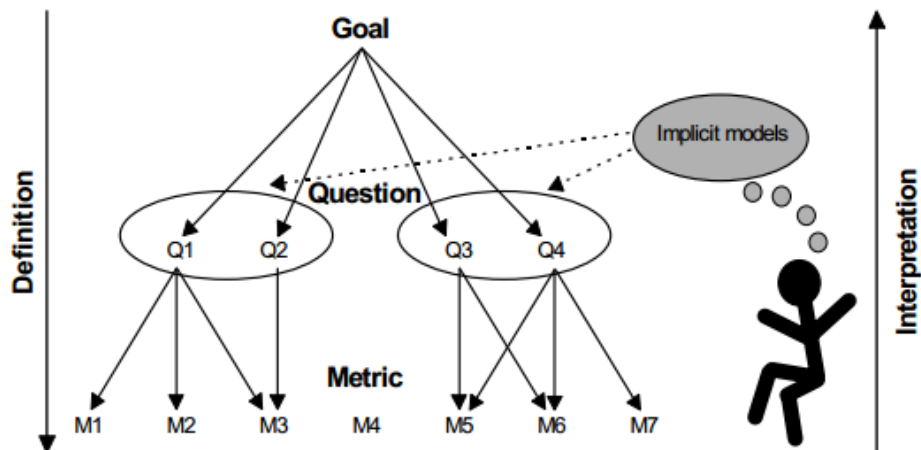 Goal
Implicit models
Question
Definition
Interpretation
Q1 Q2 Q3 Q4
Metric
M1 M2 M3 M4 M5 M6 M7